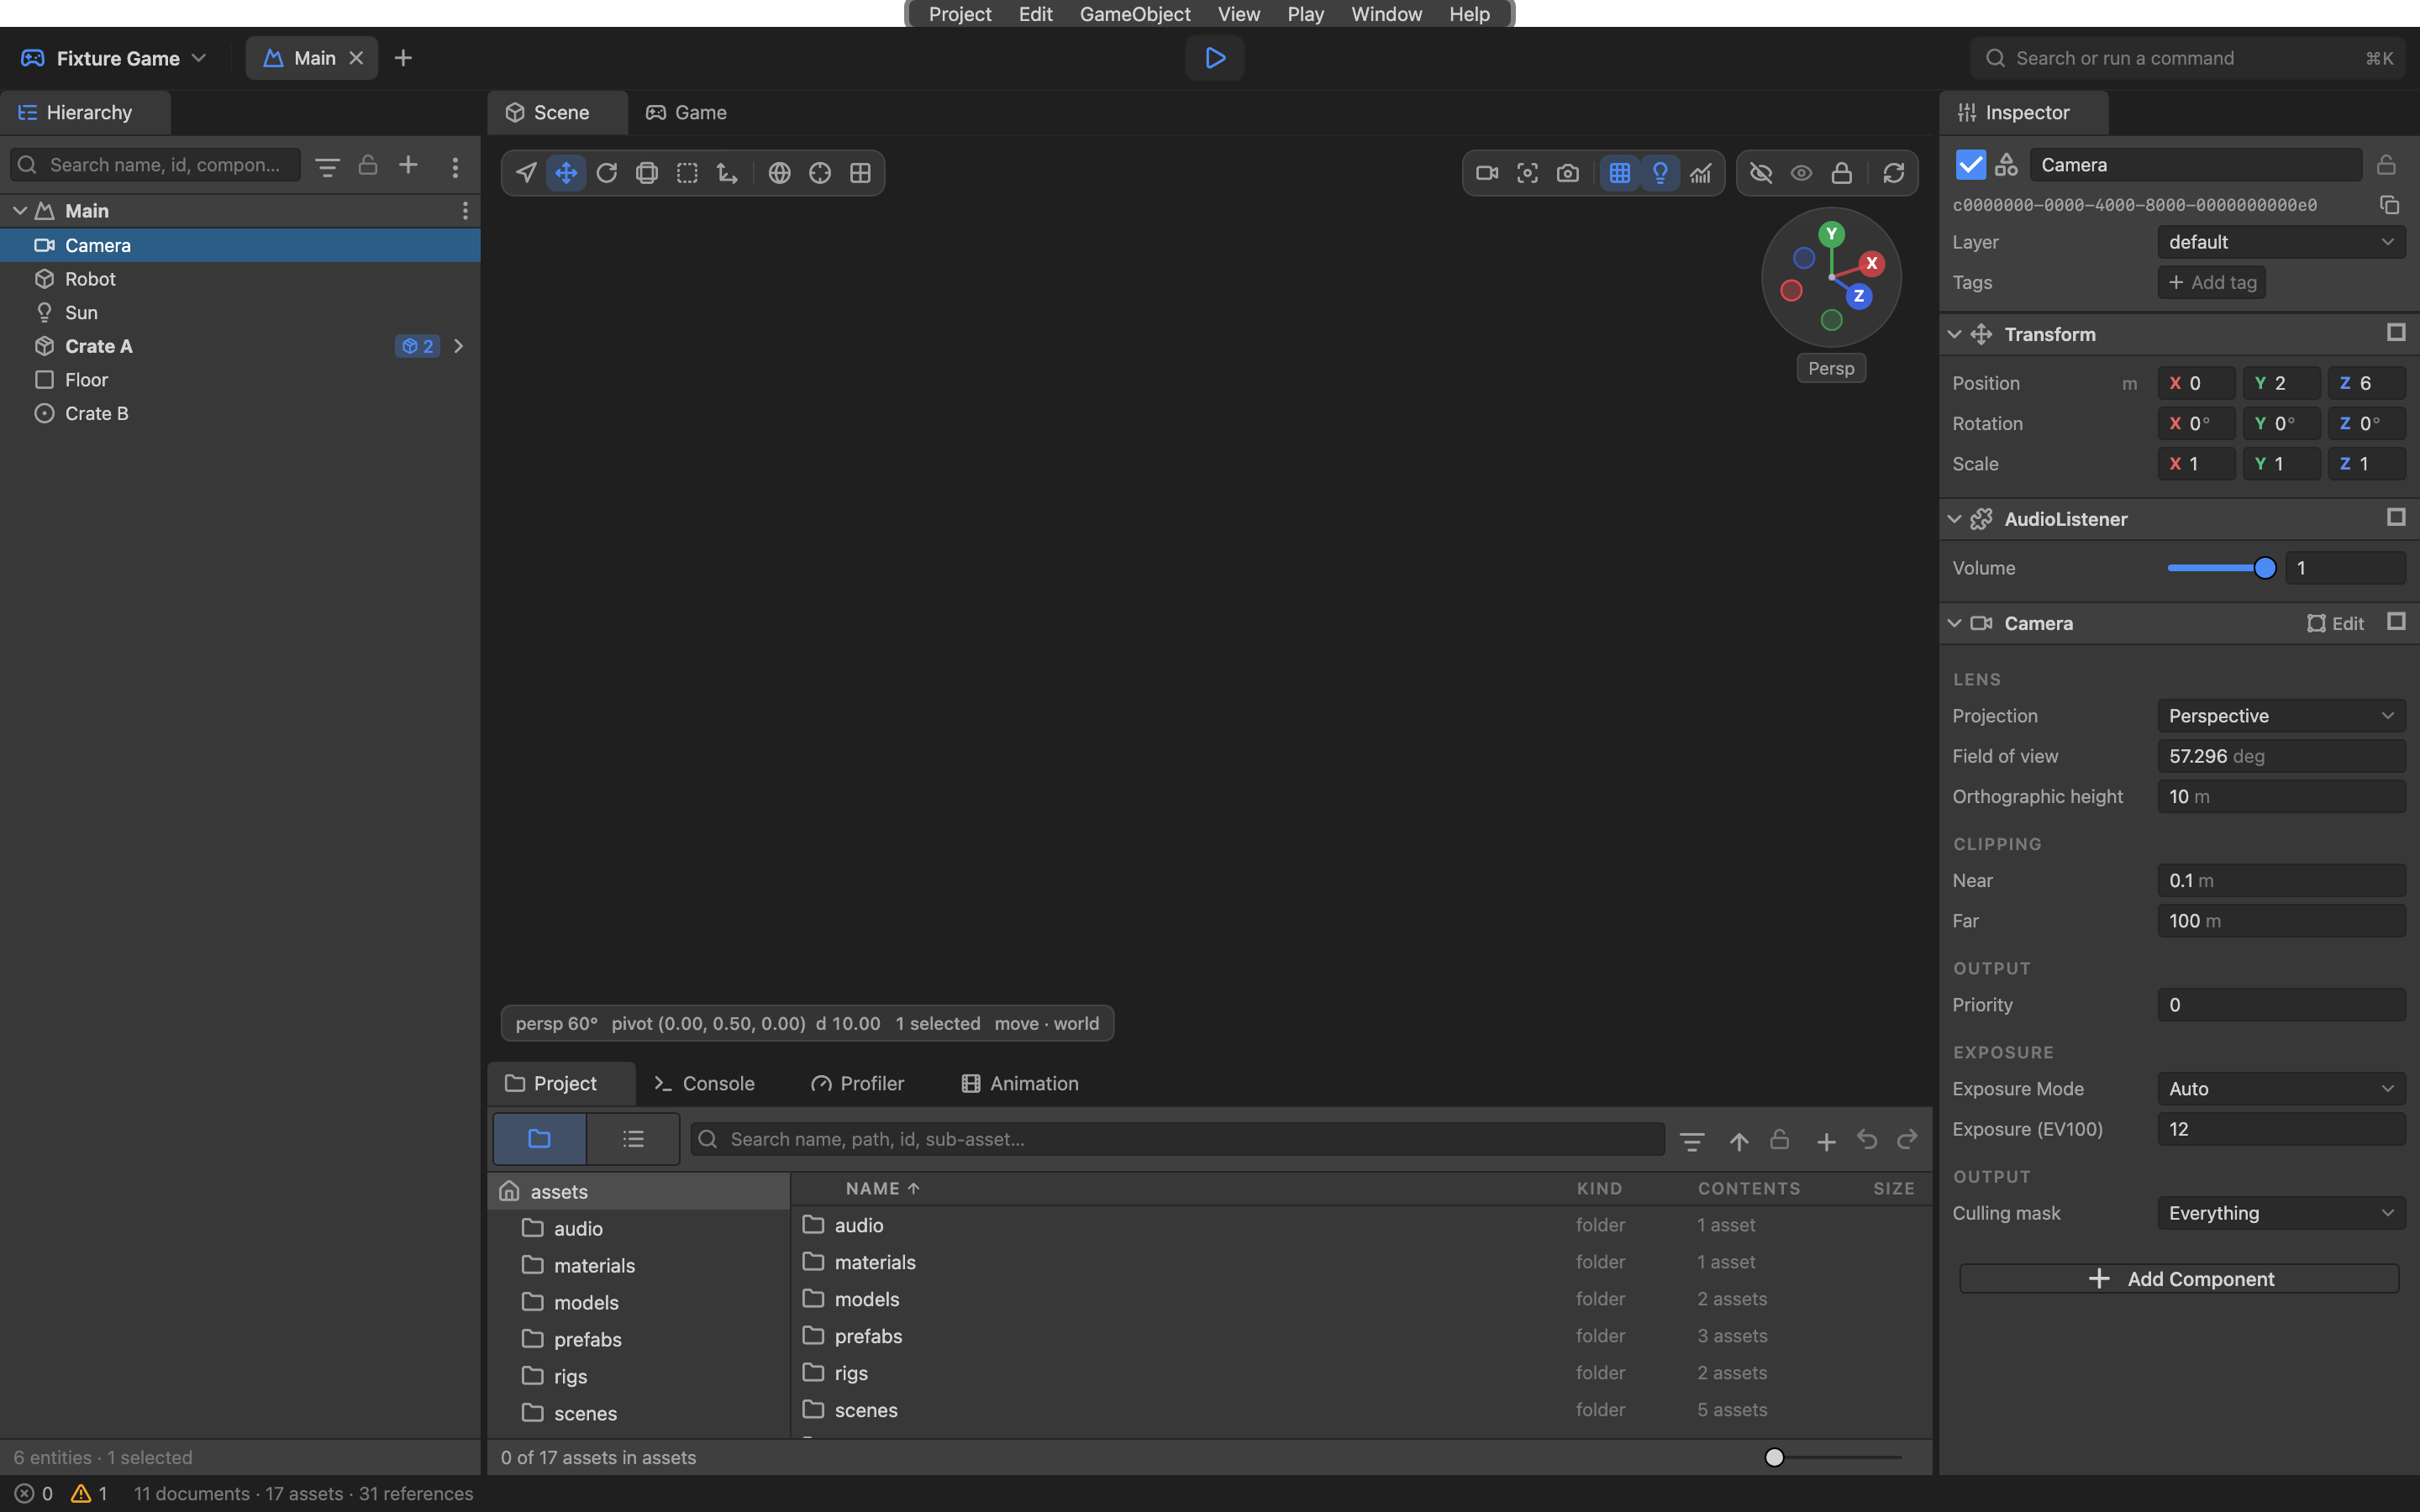 Project Edit GameObject View Play Window Help
Fixture Game Main Search or run a command ⌘K
Hierarchy Scene Game Inspector
Search name, id, compon...
Camera
c0000000-0000-4000-8000-0000000000e0
Layer default
Tags Add tag
Main
Camera
Robot
Sun
Crate A 2
Floor
Crate B
6 entities · 1 selected
Y
X
Z
Persp
persp 60° pivot (0.00, 0.50, 0.00) d 10.00 1 selected move · world
Transform
Position m X 0 Y 2 Z 6
Rotation X 0° Y 0° Z 0°
Scale X 1 Y 1 Z 1
AudioListener
Volume 1
Camera Edit
LENS
Projection Perspective
Field of view 57.296 deg
Orthographic height 10 m
CLIPPING
Near 0.1 m
Far 100 m
OUTPUT
Priority 0
EXPOSURE
Exposure Mode Auto
Exposure (EV100) 12
OUTPUT
Culling mask Everything
Add Component
Project Console Profiler Animation
Search name, path, id, sub-asset...
assets
audio
materials
models
prefabs
rigs
scenes
NAME KIND CONTENTS SIZE
audio folder 1 asset
materials folder 1 asset
models folder 2 assets
prefabs folder 3 assets
rigs folder 2 assets
scenes folder 5 assets
0 of 17 assets in assets
0 1 11 documents · 17 assets · 31 references